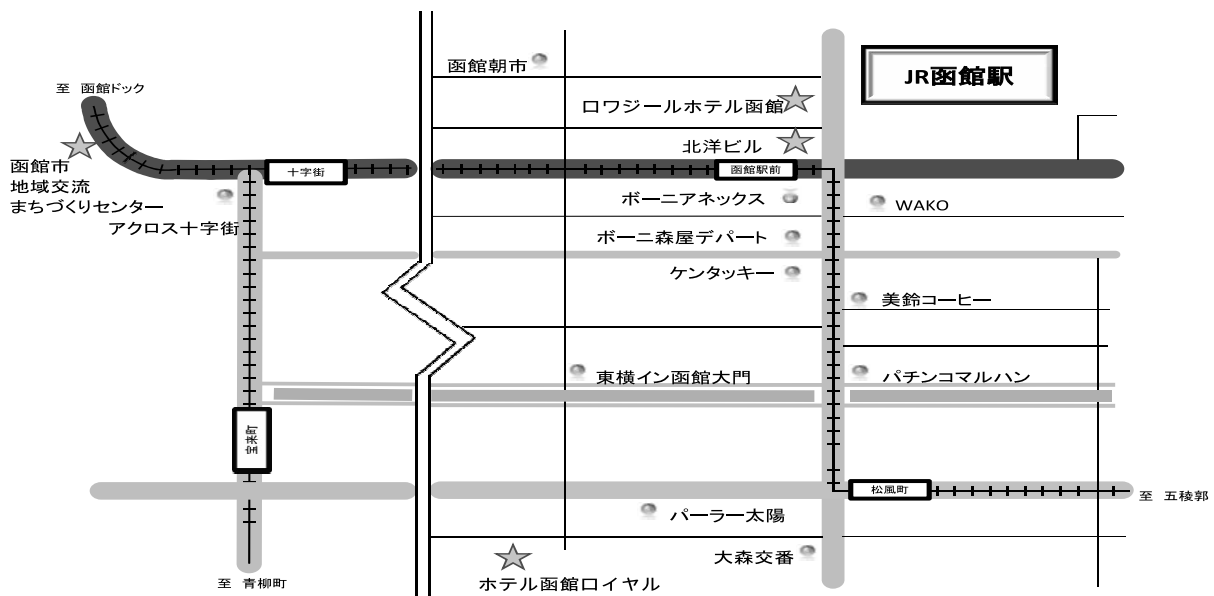 JR函館駅
函館朝市
至 函館ドック
ロワジールホテル函館
北洋ビル
函館市
地域交流
まちづくりセンター
十字街
函館駅前
アクロス十字街
ボーニアネックス
WAKO
ボーニ森屋デパート
ケンタッキー
美鈴コーヒー
東横イン函館大門
パチンコマルハン
宝来町
松風町
至 五稜郭
パーラー太陽
大森交番
至 青柳町
ホテル函館ロイヤル